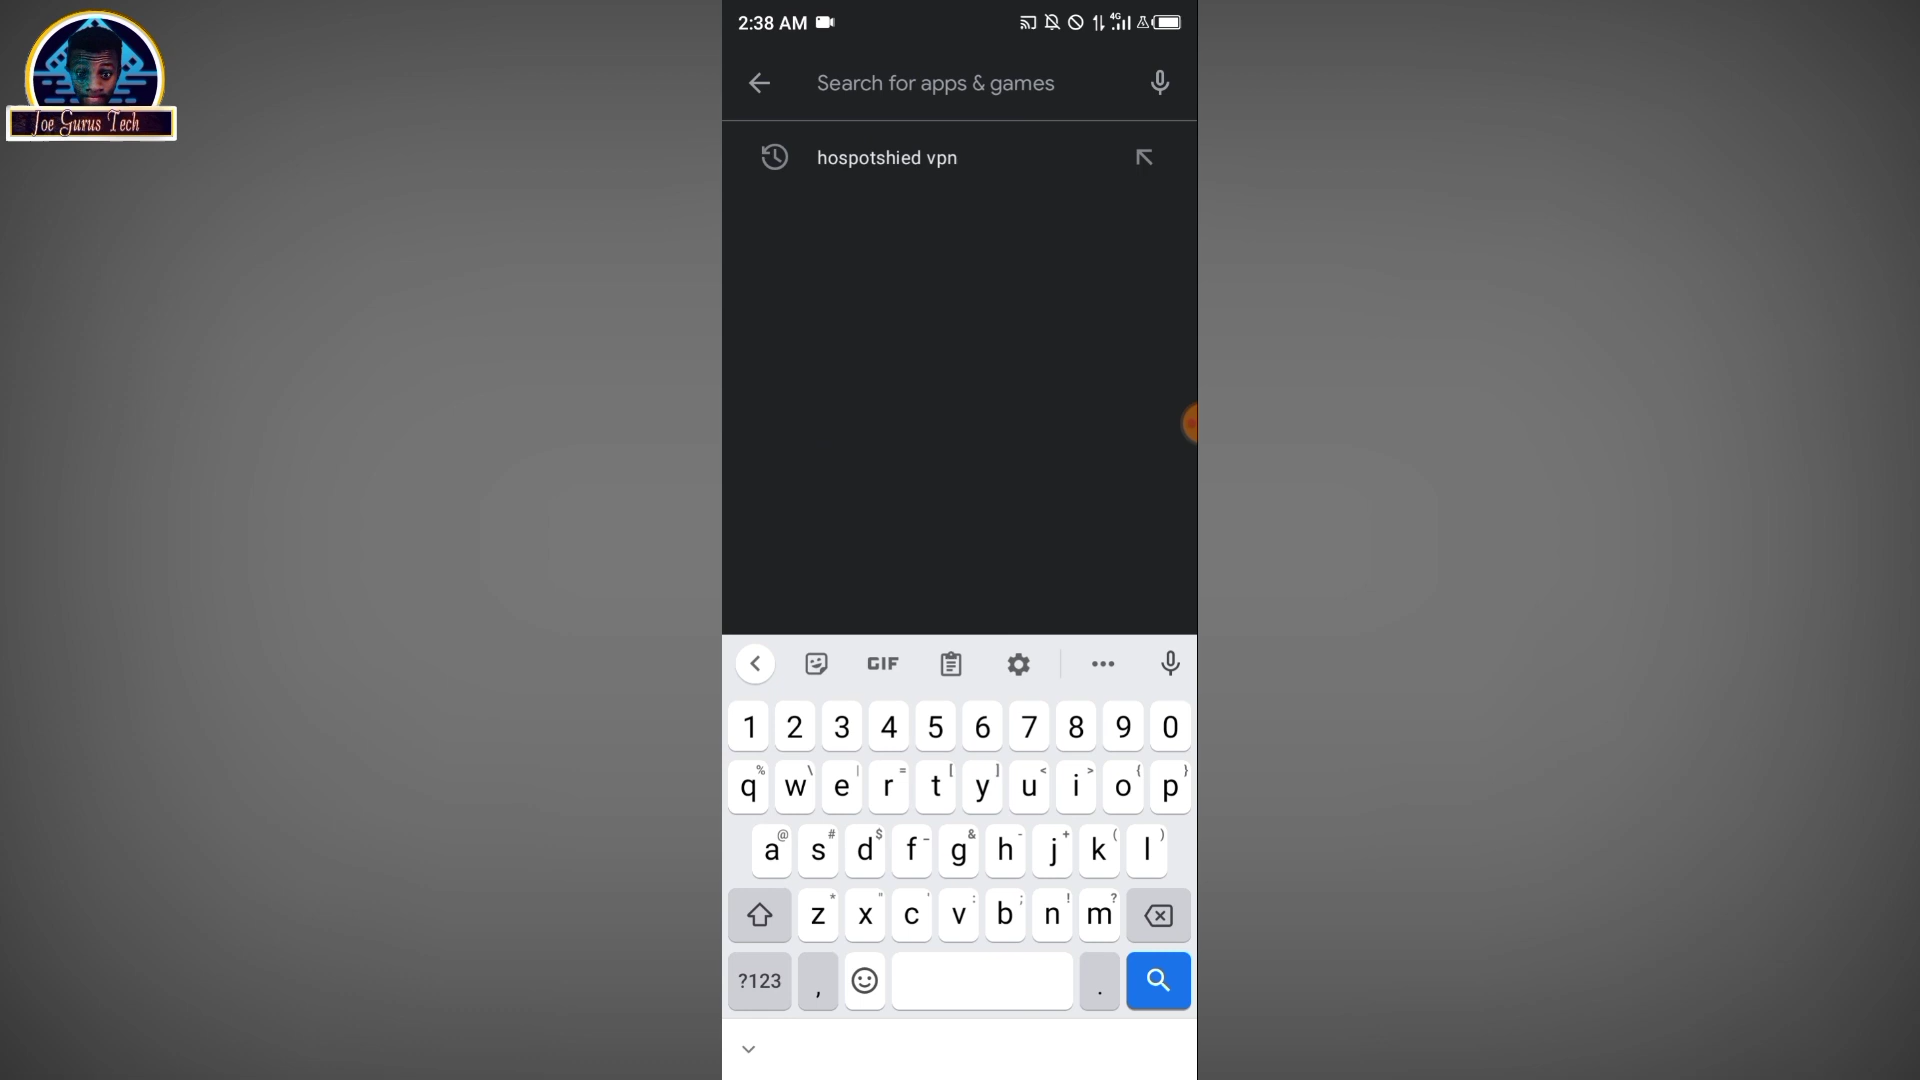 Joe Gurus Tech
2:38 AM
4G
Search for apps & games
hospotshied vpn
GIF
1 2 3 4 5 6 7 8 9 0
% \ | = [ ] < > { }
q w e r t y u i o p
@ # $ _ & - + ( )
a s d f g h j k l
* " ' : ; ! ?
z x c v b n m
?123 , .